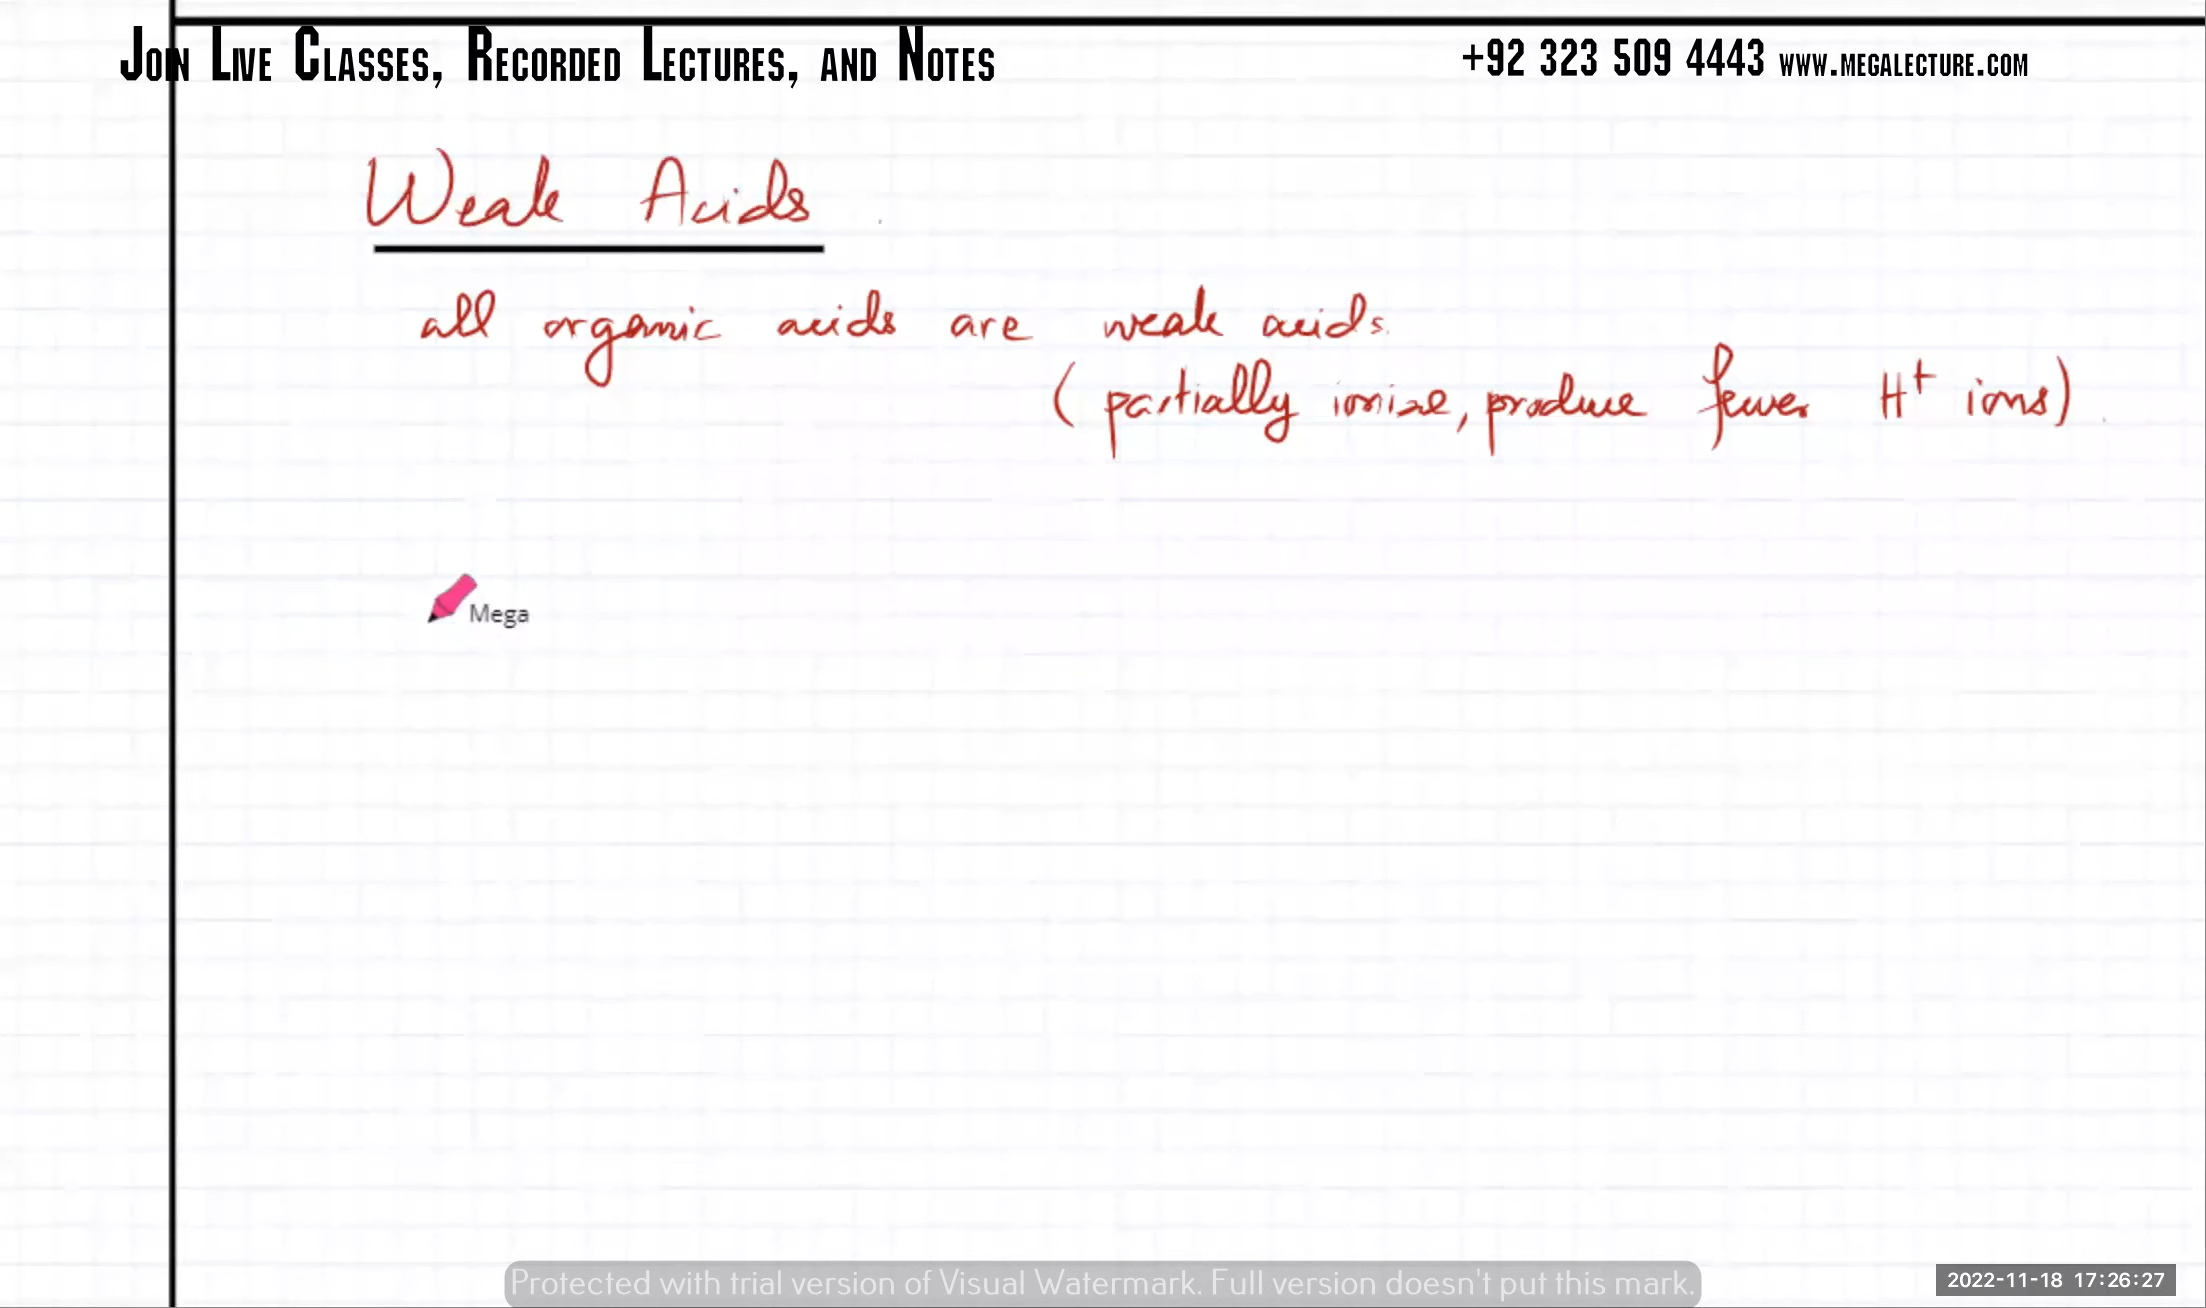 Join Live Classes, Recorded Lectures, and Notes +92 323 509 4443 www.megalecture.com
Weak Acids
all organic acids are weak acids.
(partially ionize, produce fewer H⁺ ions)
Mega
Protected with trial version of Visual Watermark. Full version doesn't put this mark.
2022-11-18 17:26:27